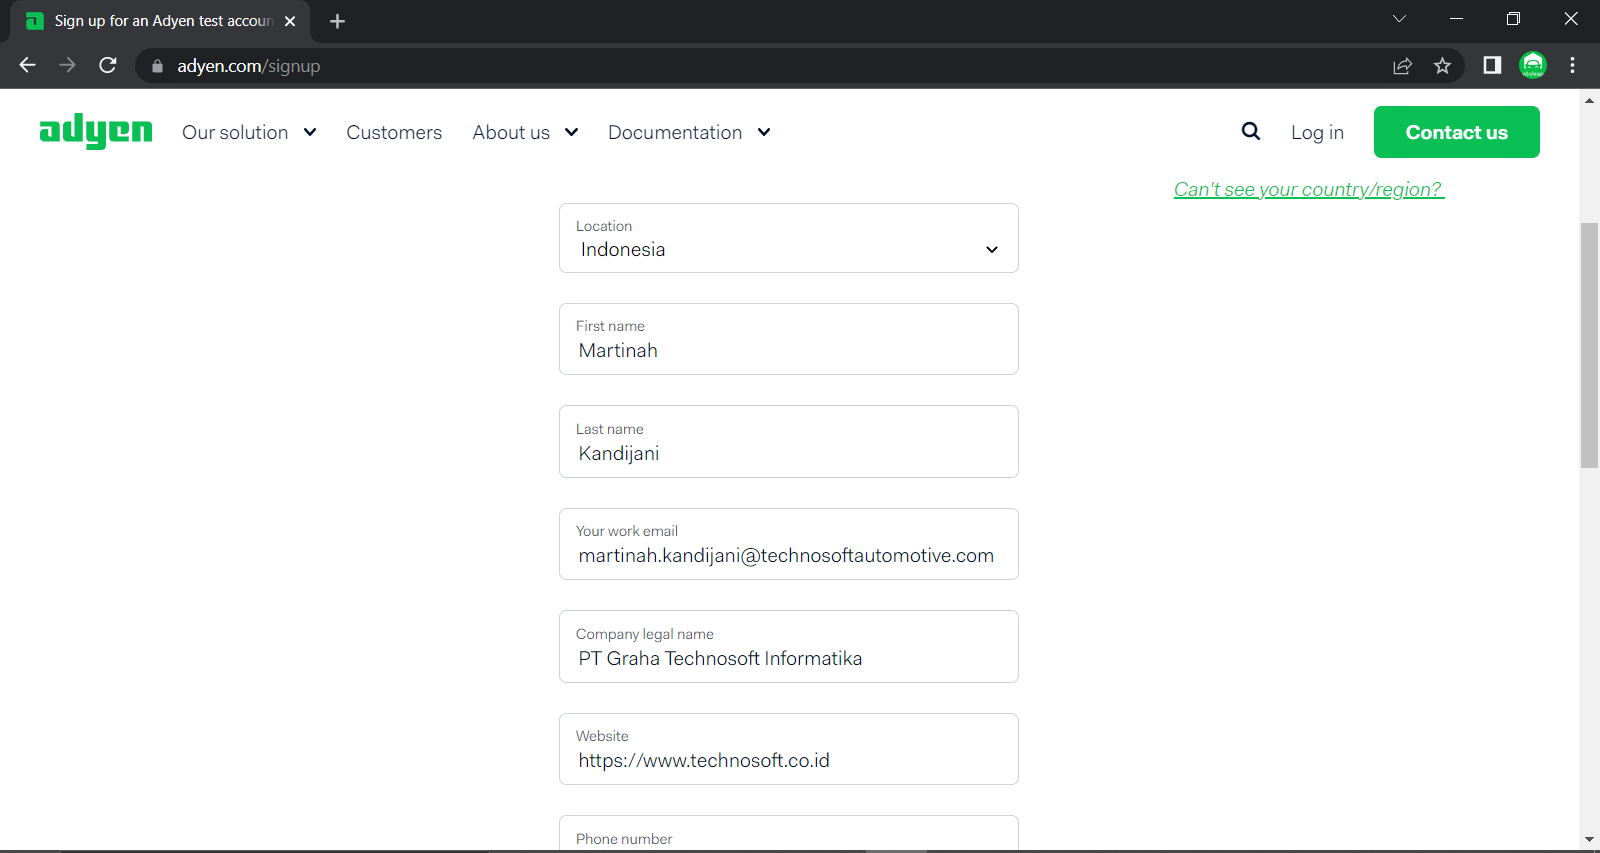 Sign up for an Adyen test accoun
adyen.com/signup
adyen Our solution Customers About us Documentation Log in Contact us
Can't see your country/region?
Location
Indonesia
First name
Martinah
Last name
Kandijani
Your work email
martinah.kandijani@technosoftautomotive.com
Company legal name
PT Graha Technosoft Informatika
Website
https://www.technosoft.co.id
Phone number